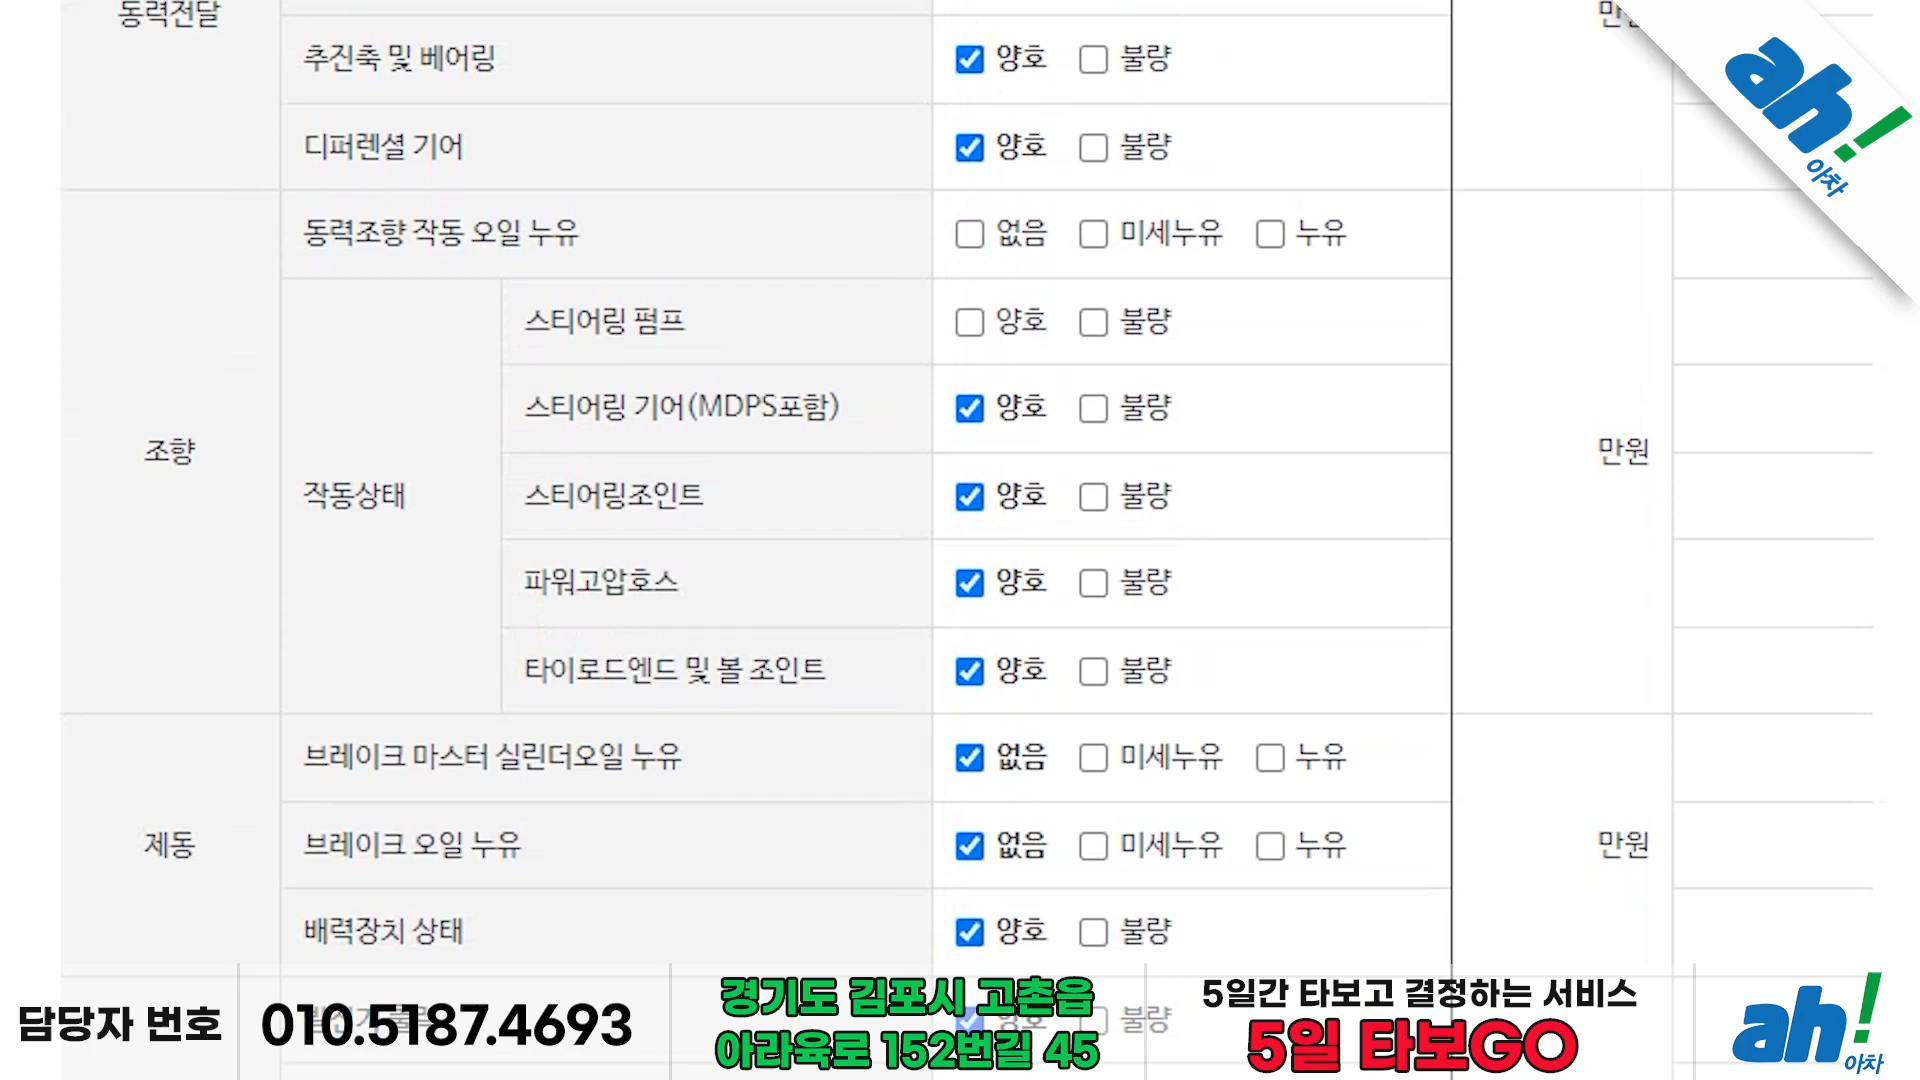 동력전달
만원
추진축 및 베어링 양호 불량
디퍼렌셜 기어 양호 불량
ah!
아차
조향
동력조향 작동 오일 누유 없음 미세누유 누유
작동상태
스티어링 펌프 양호 불량
스티어링 기어(MDPS포함) 양호 불량
스티어링조인트 양호 불량
파워고압호스 양호 불량
타이로드엔드 및 볼 조인트 양호 불량
만원
제동
브레이크 마스터 실린더오일 누유 없음 미세누유 누유
브레이크 오일 누유 없음 미세누유 누유
배력장치 상태 양호 불량
만원
양호 불량
담당자 번호 010.5187.4693
경기도 김포시 고촌읍
아라육로 152번길 45
5일간 타보고 결정하는 서비스
5일 타보GO
ah!
아차